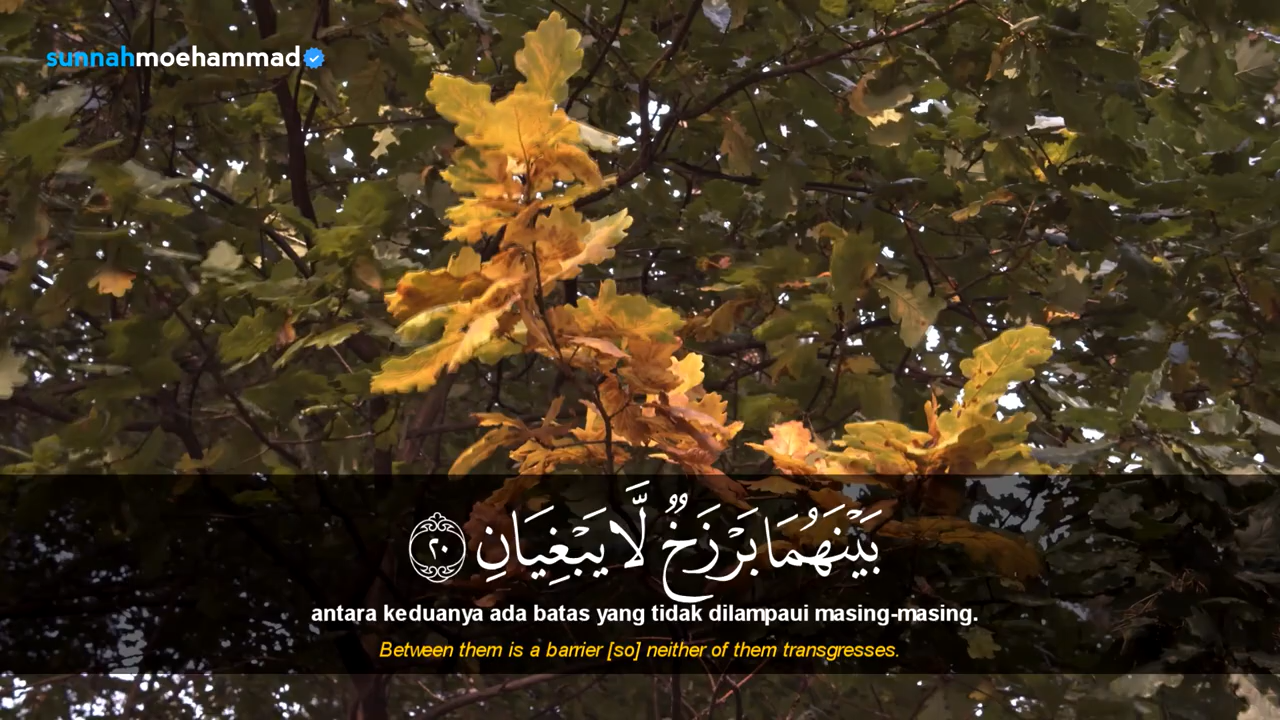 sunnahmoehammad
بَيْنَهُمَا بَرْزَخٌ لَّا يَبْغِيَانِ ٢٠
antara keduanya ada batas yang tidak dilampaui masing-masing.
Between them is a barrier [so] neither of them transgresses.